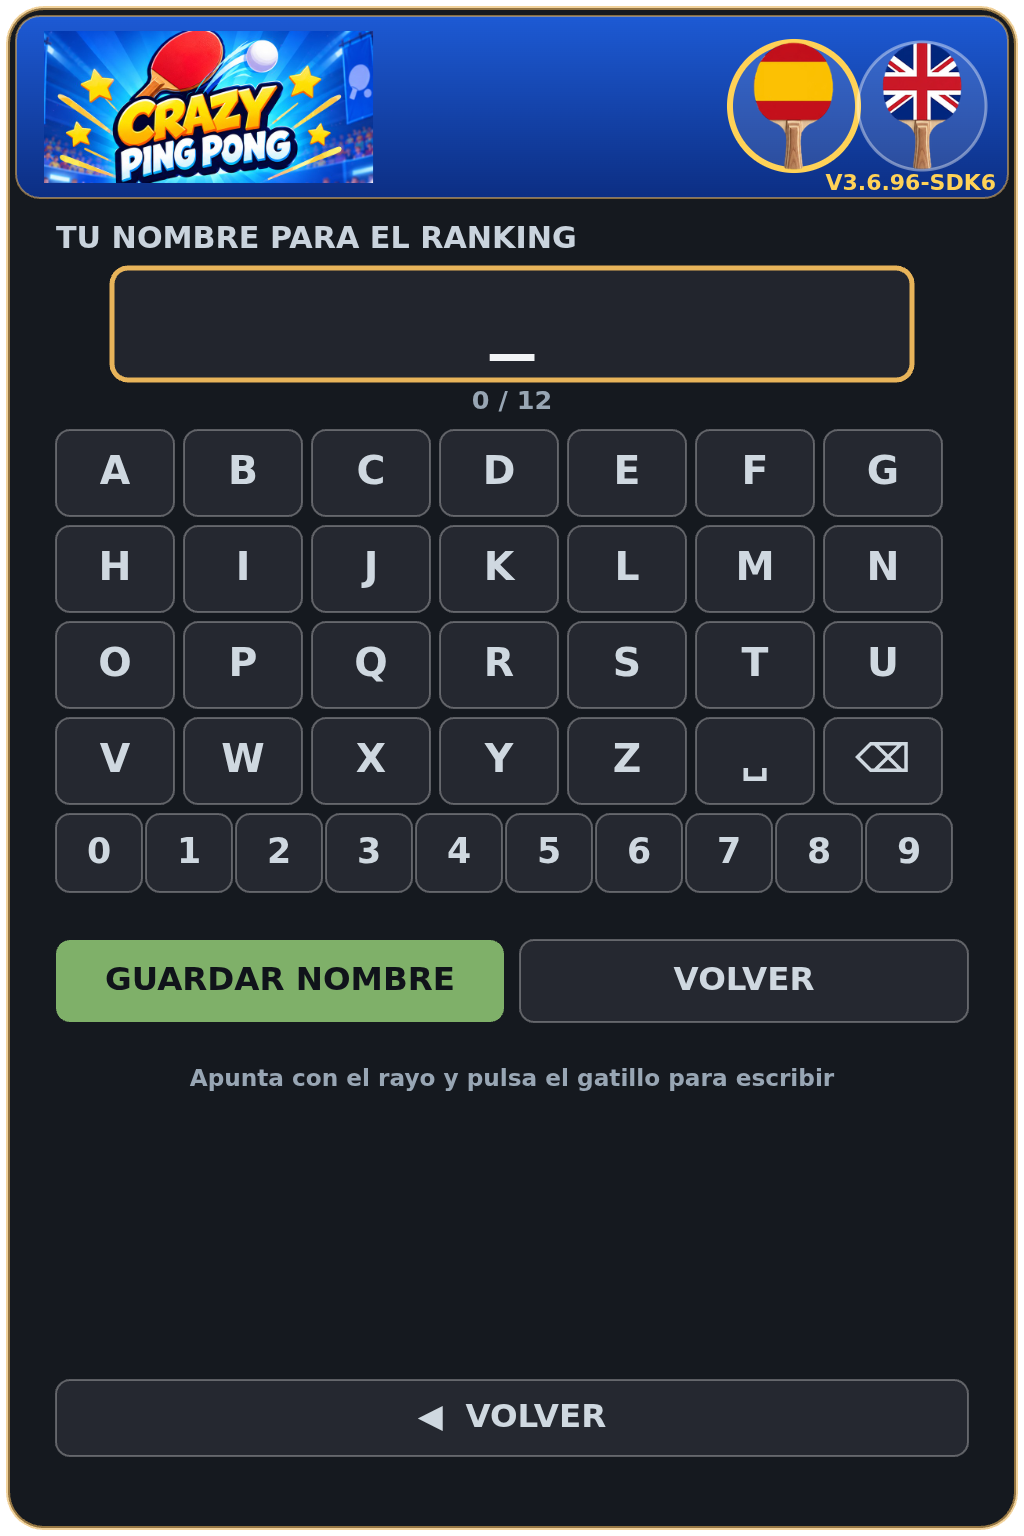 CRAZY
PING PONG
V3.6.96-SDK6
TU NOMBRE PARA EL RANKING
_
0 / 12
A B C D E F G
H I J K L M N
O P Q R S T U
V W X Y Z ␣ ⌫
0 1 2 3 4 5 6 7 8 9
GUARDAR NOMBRE VOLVER
Apunta con el rayo y pulsa el gatillo para escribir
◀ VOLVER